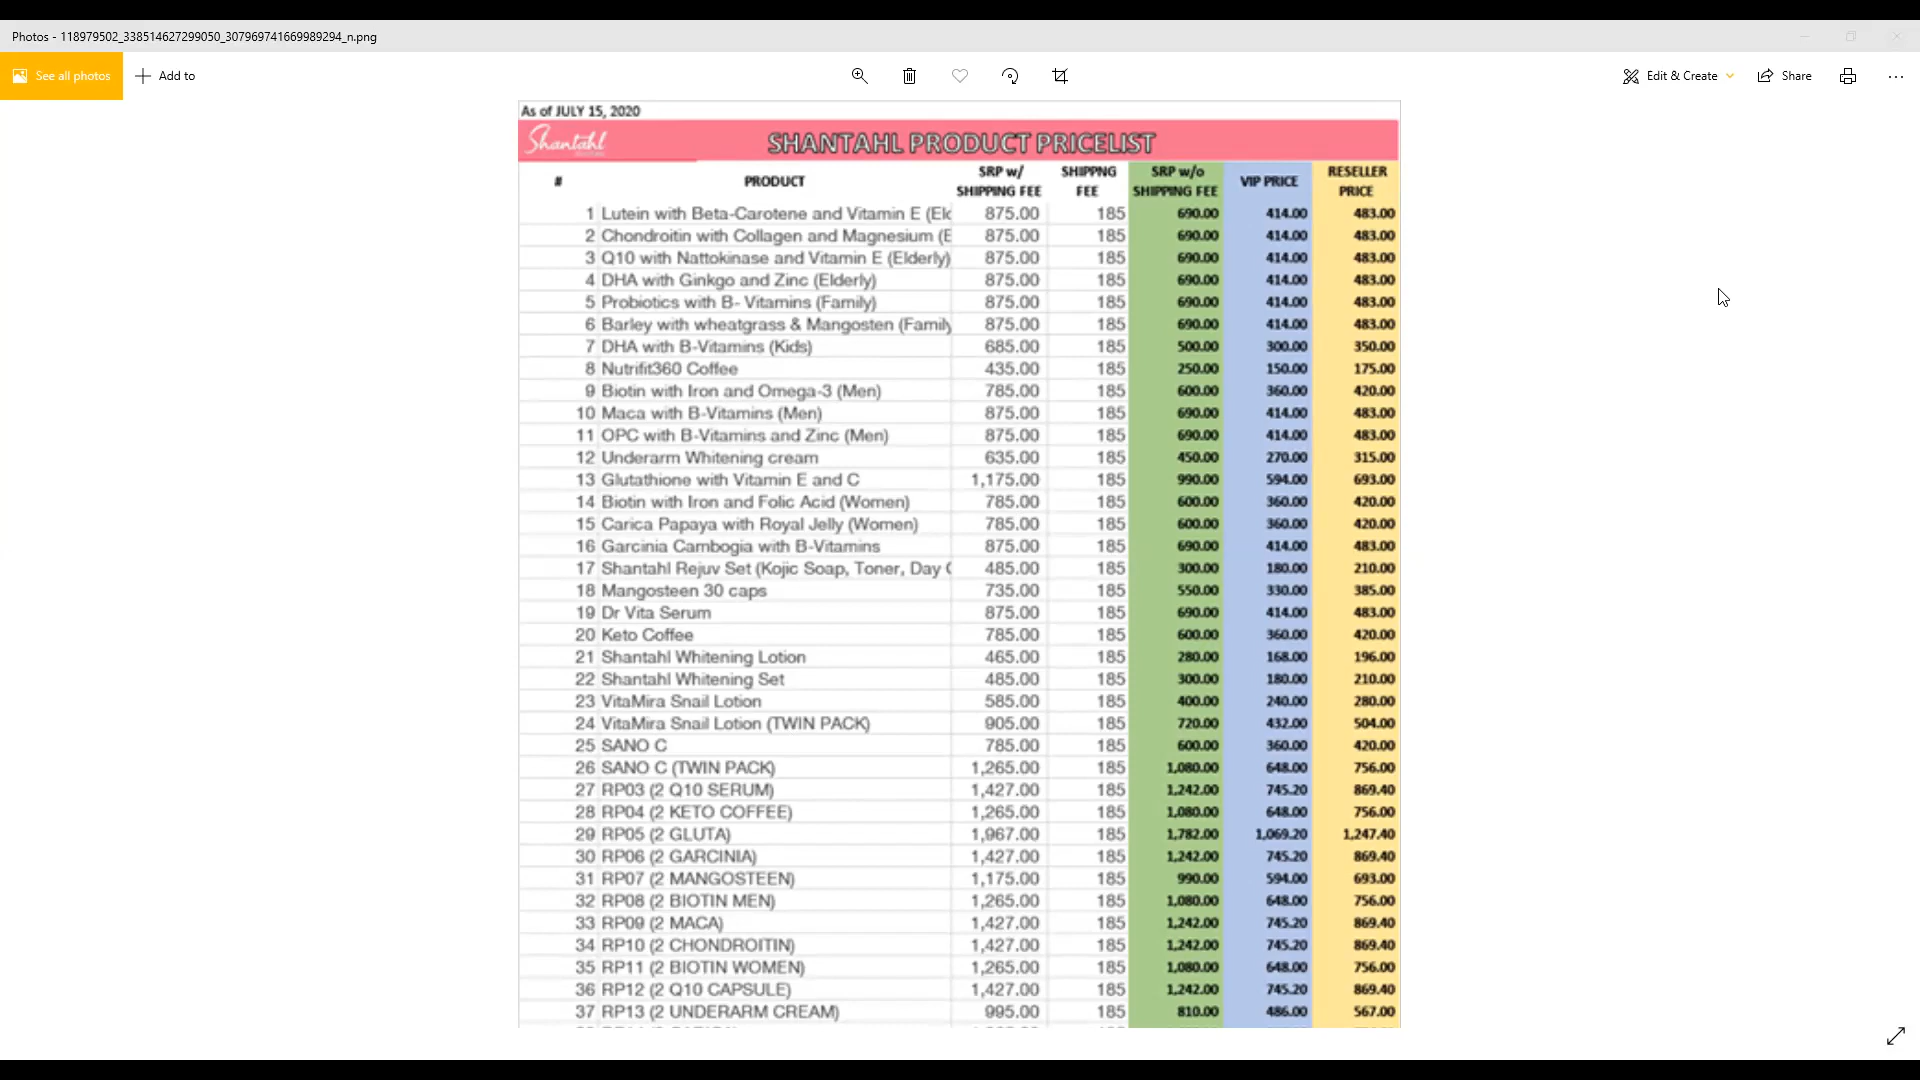 Photos - 118979502_338514627299050_307969741669989294_n.png
See all photos Add to Edit & Create Share
As of JULY 15, 2020
Shantahl SHANTAHL PRODUCT PRICELIST
# PRODUCT SRP w/ SHIPPING FEE SHIPPNG FEE SRP w/o SHIPPING FEE VIP PRICE RESELLER PRICE
1 Lutein with Beta-Carotene and Vitamin E (Eld 875.00 185 690.00 414.00 483.00
2 Chondroitin with Collagen and Magnesium (E 875.00 185 690.00 414.00 483.00
3 Q10 with Nattokinase and Vitamin E (Elderly) 875.00 185 690.00 414.00 483.00
4 DHA with Ginkgo and Zinc (Elderly) 875.00 185 690.00 414.00 483.00
5 Probiotics with B- Vitamins (Family) 875.00 185 690.00 414.00 483.00
6 Barley with wheatgrass & Mangosten (Family 875.00 185 690.00 414.00 483.00
7 DHA with B-Vitamins (Kids) 685.00 185 500.00 300.00 350.00
8 Nutrifit360 Coffee 435.00 185 250.00 150.00 175.00
9 Biotin with Iron and Omega-3 (Men) 785.00 185 600.00 360.00 420.00
10 Maca with B-Vitamins (Men) 875.00 185 690.00 414.00 483.00
11 OPC with B-Vitamins and Zinc (Men) 875.00 185 690.00 414.00 483.00
12 Underarm Whitening cream 635.00 185 450.00 270.00 315.00
13 Glutathione with Vitamin E and C 1,175.00 185 990.00 594.00 693.00
14 Biotin with Iron and Folic Acid (Women) 785.00 185 600.00 360.00 420.00
15 Carica Papaya with Royal Jelly (Women) 785.00 185 600.00 360.00 420.00
16 Garcinia Cambogia with B-Vitamins 875.00 185 690.00 414.00 483.00
17 Shantahl Rejuv Set (Kojic Soap, Toner, Day 485.00 185 300.00 180.00 210.00
18 Mangosteen 30 caps 735.00 185 550.00 330.00 385.00
19 Dr Vita Serum 875.00 185 690.00 414.00 483.00
20 Keto Coffee 785.00 185 600.00 360.00 420.00
21 Shantahl Whitening Lotion 465.00 185 280.00 168.00 196.00
22 Shantahl Whitening Set 485.00 185 300.00 180.00 210.00
23 VitaMira Snail Lotion 585.00 185 400.00 240.00 280.00
24 VitaMira Snail Lotion (TWIN PACK) 905.00 185 720.00 432.00 504.00
25 SANO C 785.00 185 600.00 360.00 420.00
26 SANO C (TWIN PACK) 1,265.00 185 1,080.00 648.00 756.00
27 RP03 (2 Q10 SERUM) 1,427.00 185 1,242.00 745.20 869.40
28 RP04 (2 KETO COFFEE) 1,265.00 185 1,080.00 648.00 756.00
29 RP05 (2 GLUTA) 1,967.00 185 1,782.00 1,069.20 1,247.40
30 RP06 (2 GARCINIA) 1,427.00 185 1,242.00 745.20 869.40
31 RP07 (2 MANGOSTEEN) 1,175.00 185 990.00 594.00 693.00
32 RP08 (2 BIOTIN MEN) 1,265.00 185 1,080.00 648.00 756.00
33 RP09 (2 MACA) 1,427.00 185 1,242.00 745.20 869.40
34 RP10 (2 CHONDROITIN) 1,427.00 185 1,242.00 745.20 869.40
35 RP11 (2 BIOTIN WOMEN) 1,265.00 185 1,080.00 648.00 756.00
36 RP12 (2 Q10 CAPSULE) 1,427.00 185 1,242.00 745.20 869.40
37 RP13 (2 UNDERARM CREAM) 995.00 185 810.00 486.00 567.00